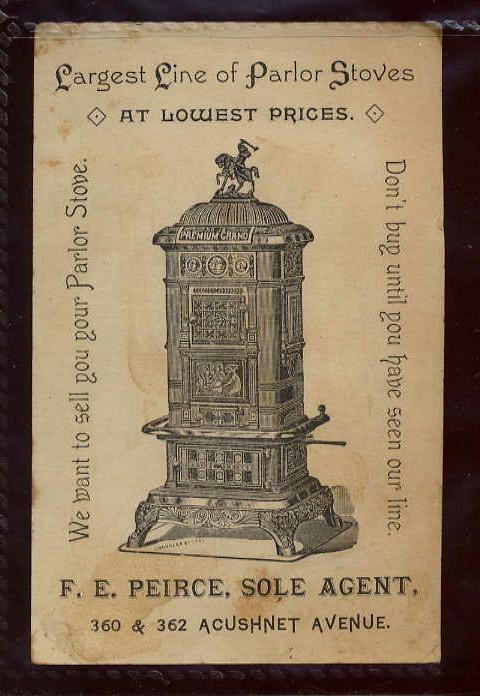 Largest Line of Parlor Stoves
AT LOWEST PRICES.
We want to sell you your Parlor Stove.
Don't buy until you have seen our line.
PREMIUM GRAND
F. E. PEIRCE, SOLE AGENT,
360 & 362 ACUSHNET AVENUE.